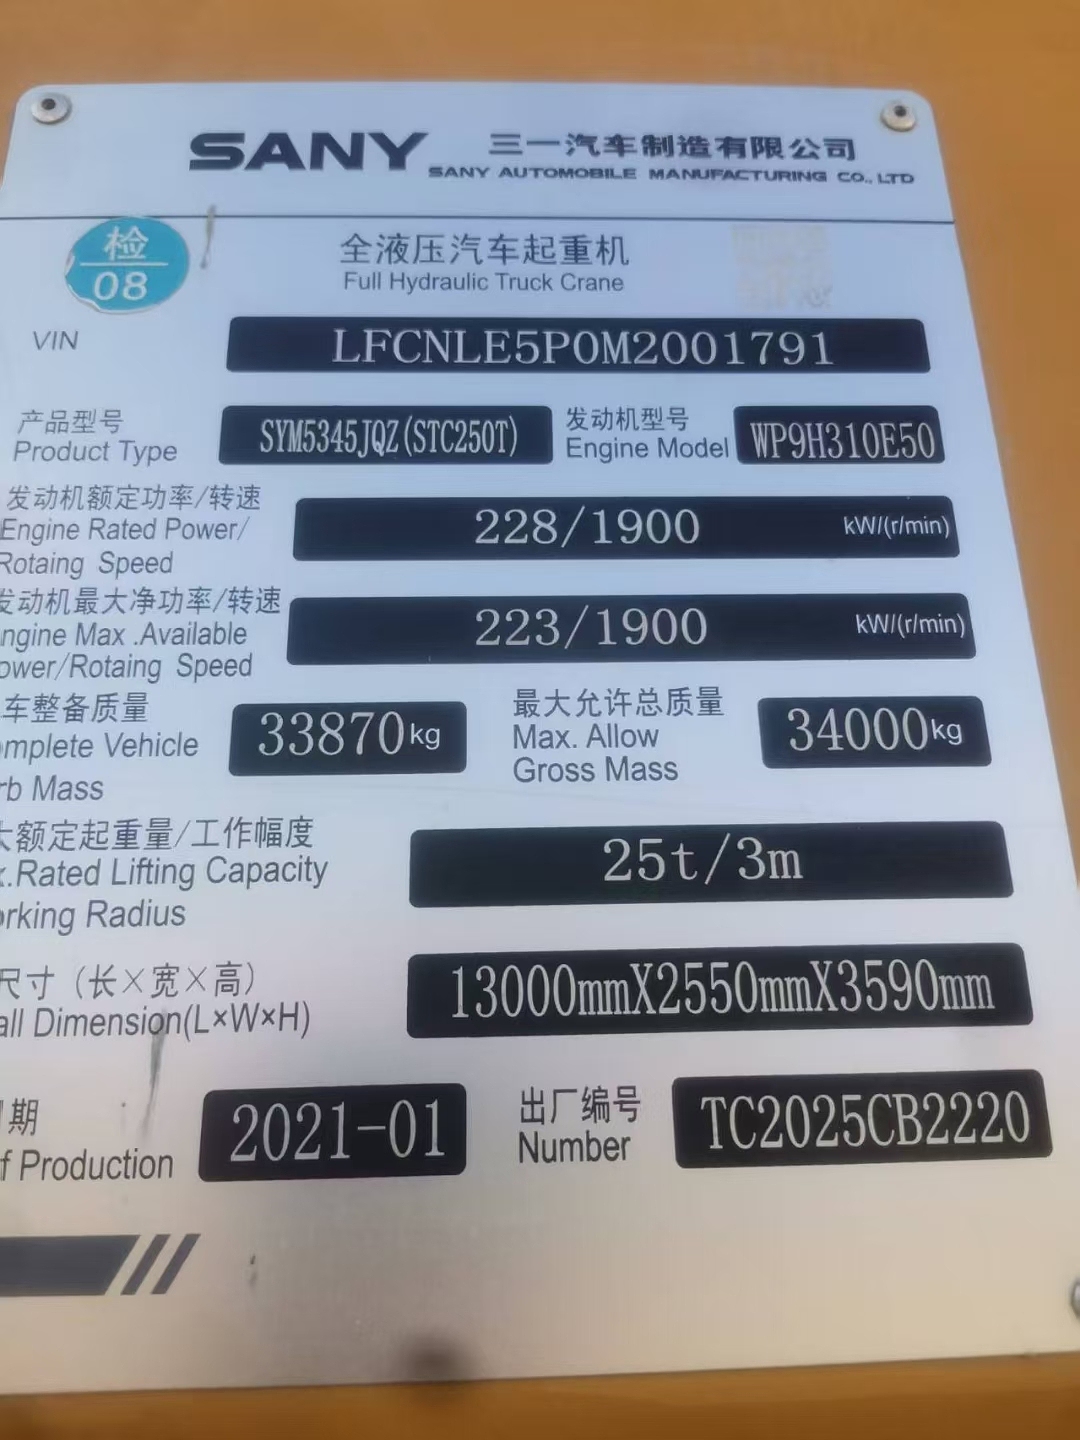 SANY 三一汽车制造有限公司
SANY AUTOMOBILE MANUFACTURING CO., LTD
检
08
全液压汽车起重机
Full Hydraulic Truck Crane
VIN LFCNLE5P0M2001791
产品型号
Product Type SYM5345JQZ(STC250T)
发动机型号
Engine Model WP9H310E50
发动机额定功率/转速
Engine Rated Power/
Rotaing Speed
228/1900 kW/(r/min)
发动机最大净功率/转速
ngine Max .Available
ower/Rotaing Speed
223/1900 kW/(r/min)
车整备质量
mplete Vehicle
rb Mass
33870kg
最大允许总质量
Max. Allow
Gross Mass
34000kg
大额定起重量/工作幅度
x.Rated Lifting Capacity
orking Radius
25t/3m
尺寸（长×宽×高）
all Dimension(L×W×H)
13000mmX2550mmX3590mm
期
f Production
2021-01
出厂编号
Number
TC2025CB2220